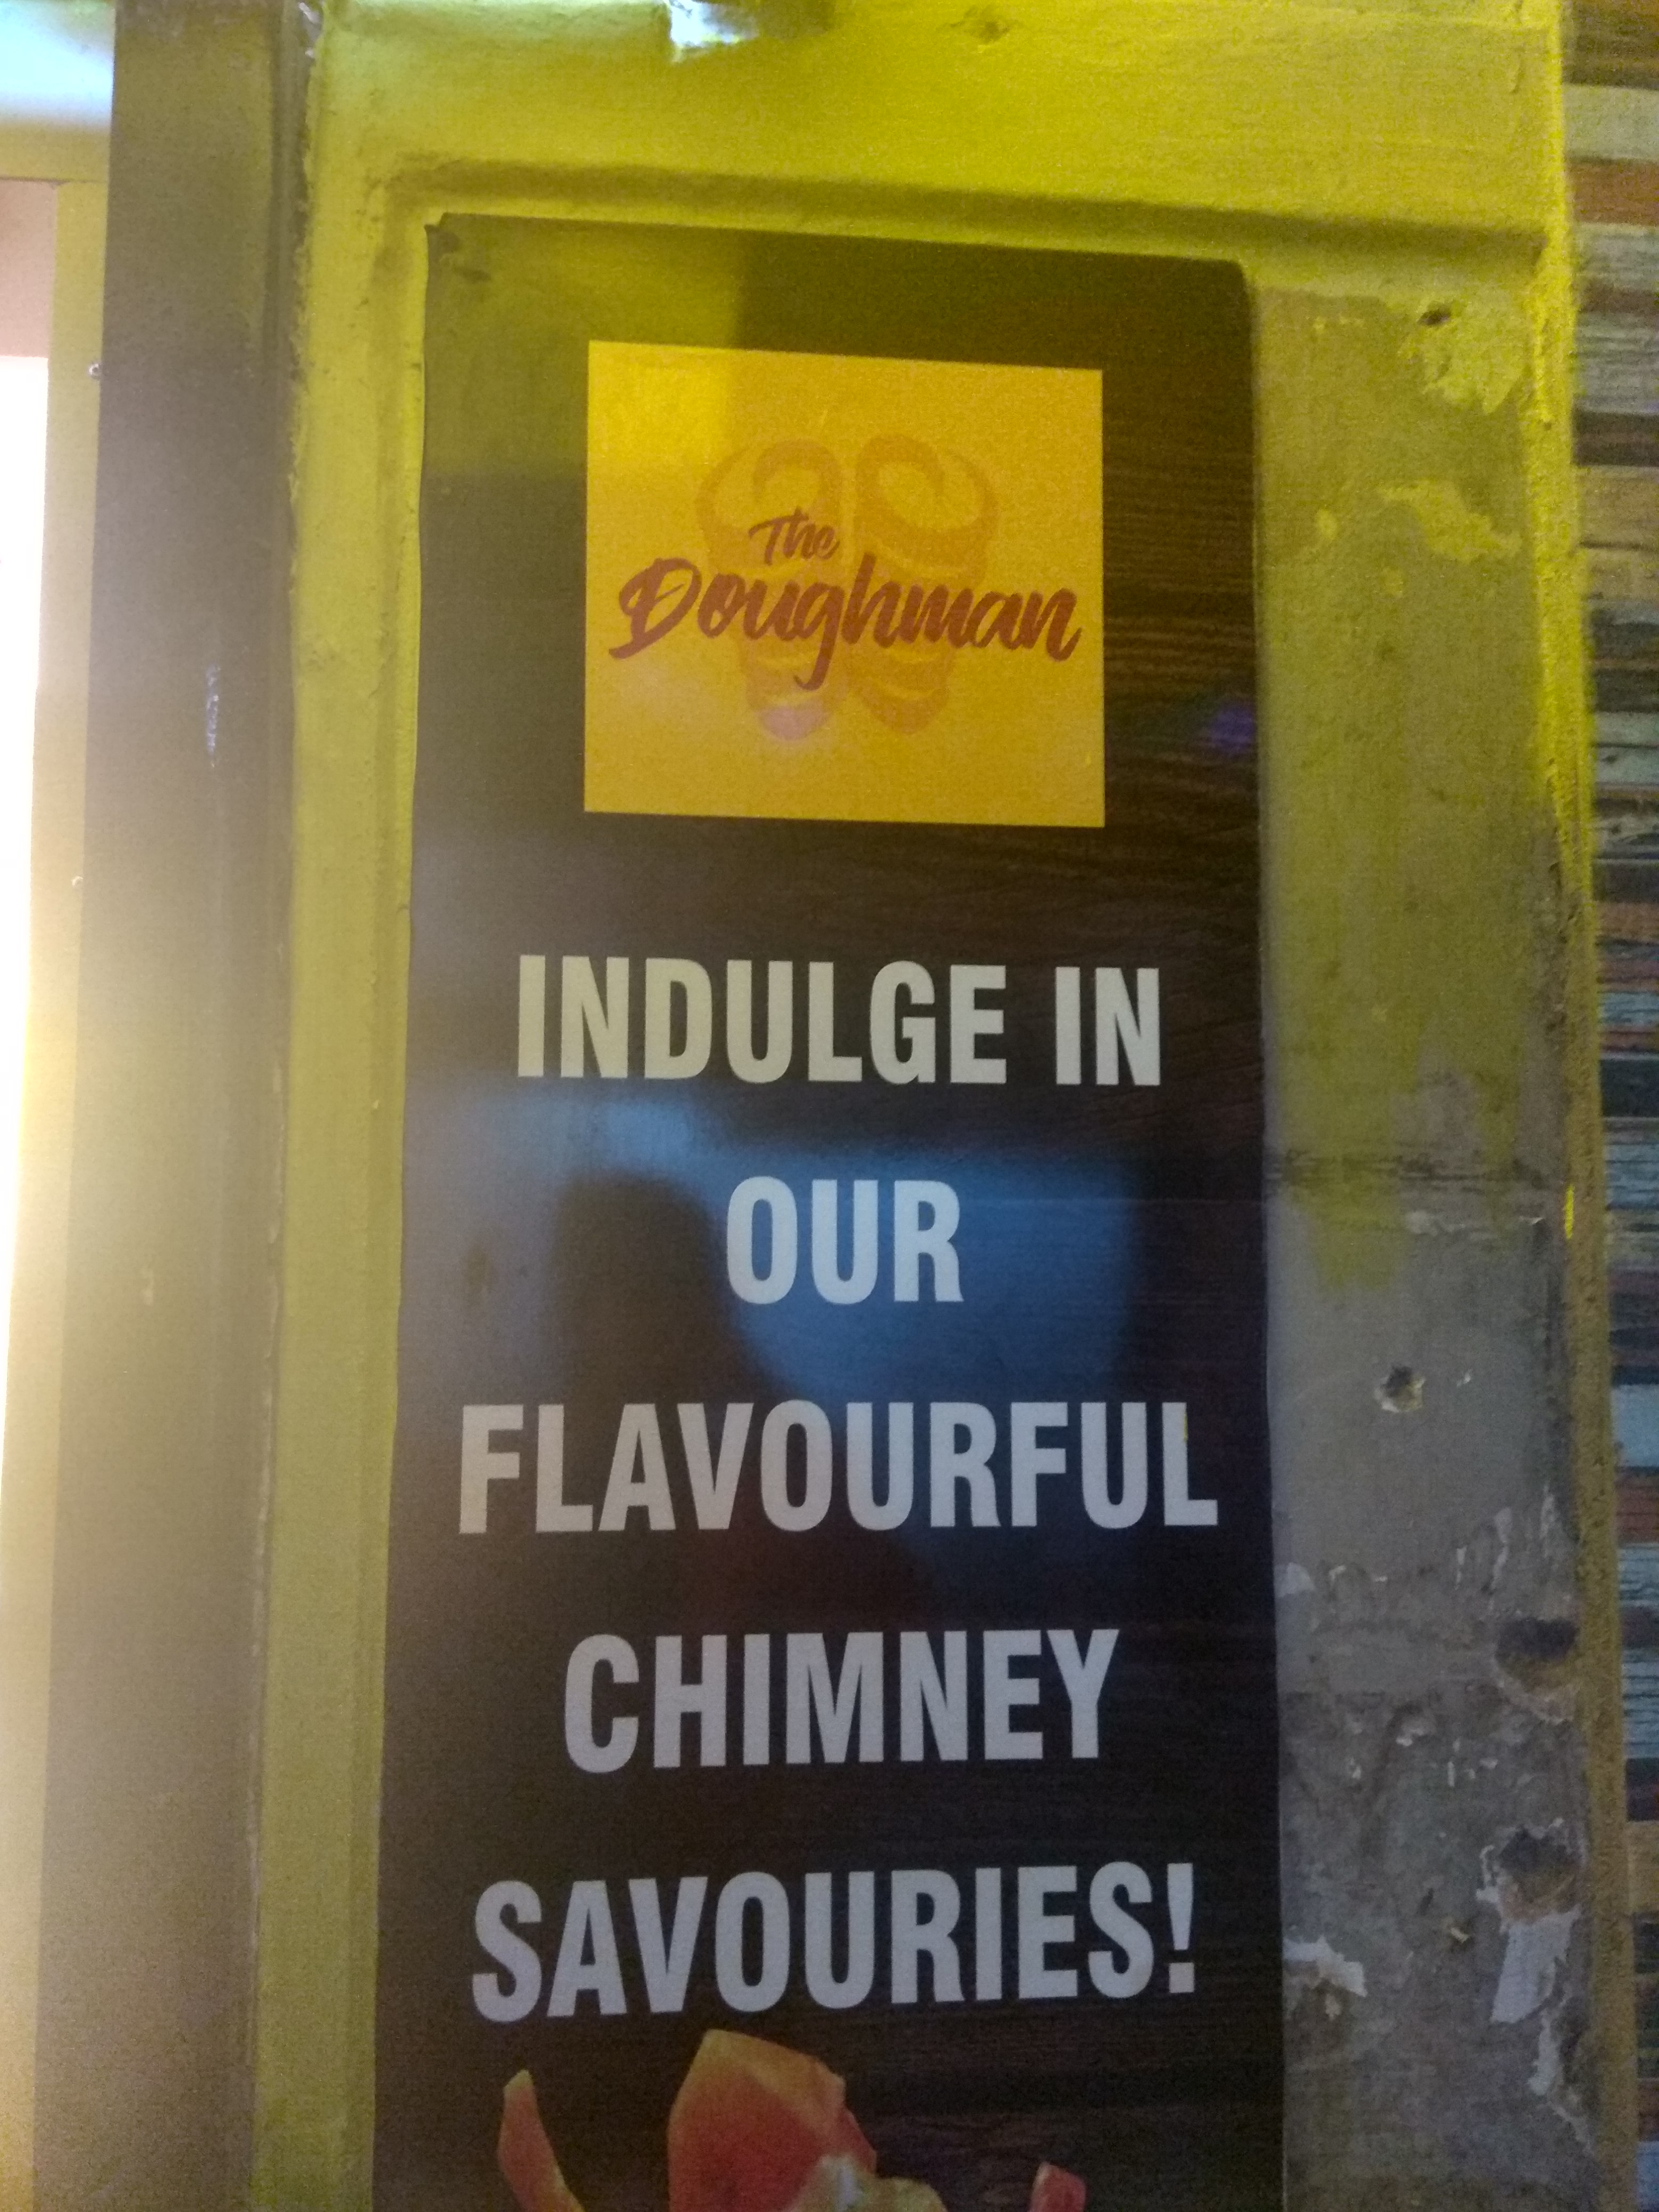 The
Doughman
INDULGE IN
OUR
FLAVOURFUL
CHIMNEY
SAVOURIES!